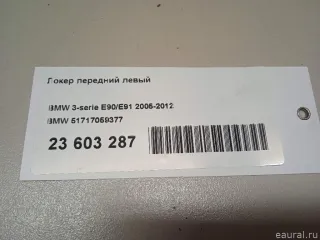 Локер передний левый
BMW 3-serie E90/E91 2005-2012
BMW 51717059377
23 603 287
eaural.ru